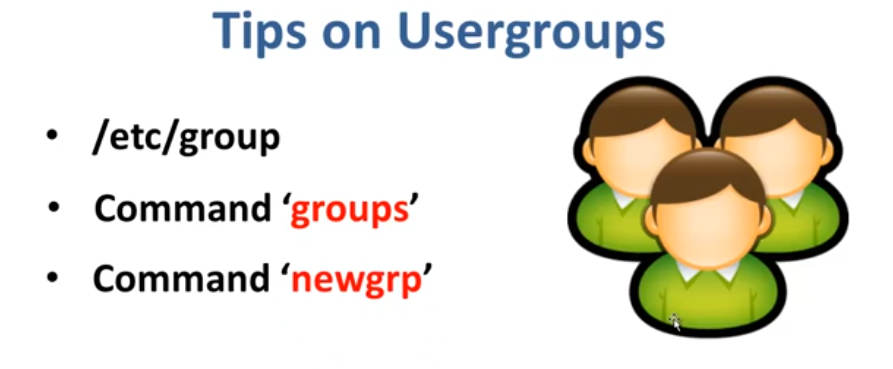 Tips on Usergroups
• /etc/group
• Command ‘groups’
• Command ‘newgrp’